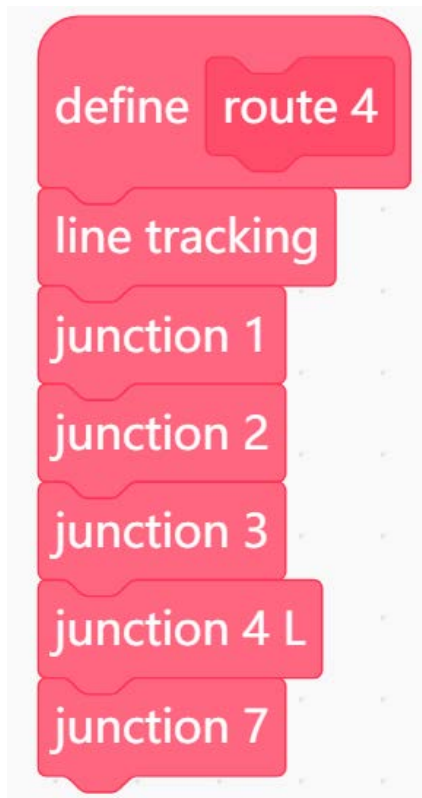 define route 4
line tracking
junction 1
junction 2
junction 3
junction 4 L
junction 7